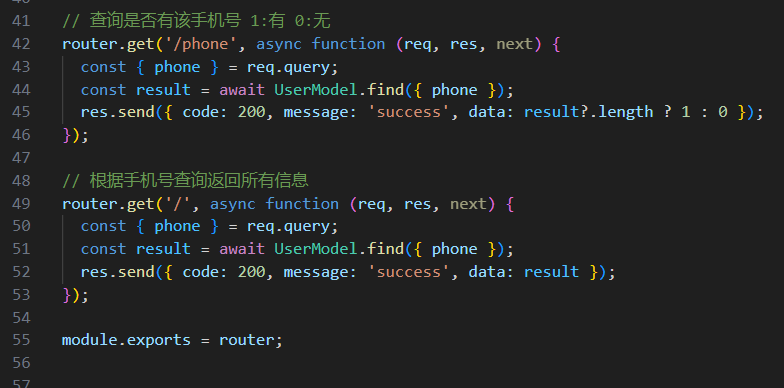 41 // 查询是否有该手机号 1:有 0:无
42 router.get('/phone', async function (req, res, next) {
43 const { phone } = req.query;
44 const result = await UserModel.find({ phone });
45 res.send({ code: 200, message: 'success', data: result?.length ? 1 : 0 });
46 });
47
48 // 根据手机号查询返回所有信息
49 router.get('/', async function (req, res, next) {
50 const { phone } = req.query;
51 const result = await UserModel.find({ phone });
52 res.send({ code: 200, message: 'success', data: result });
53 });
54
55 module.exports = router;
56
57